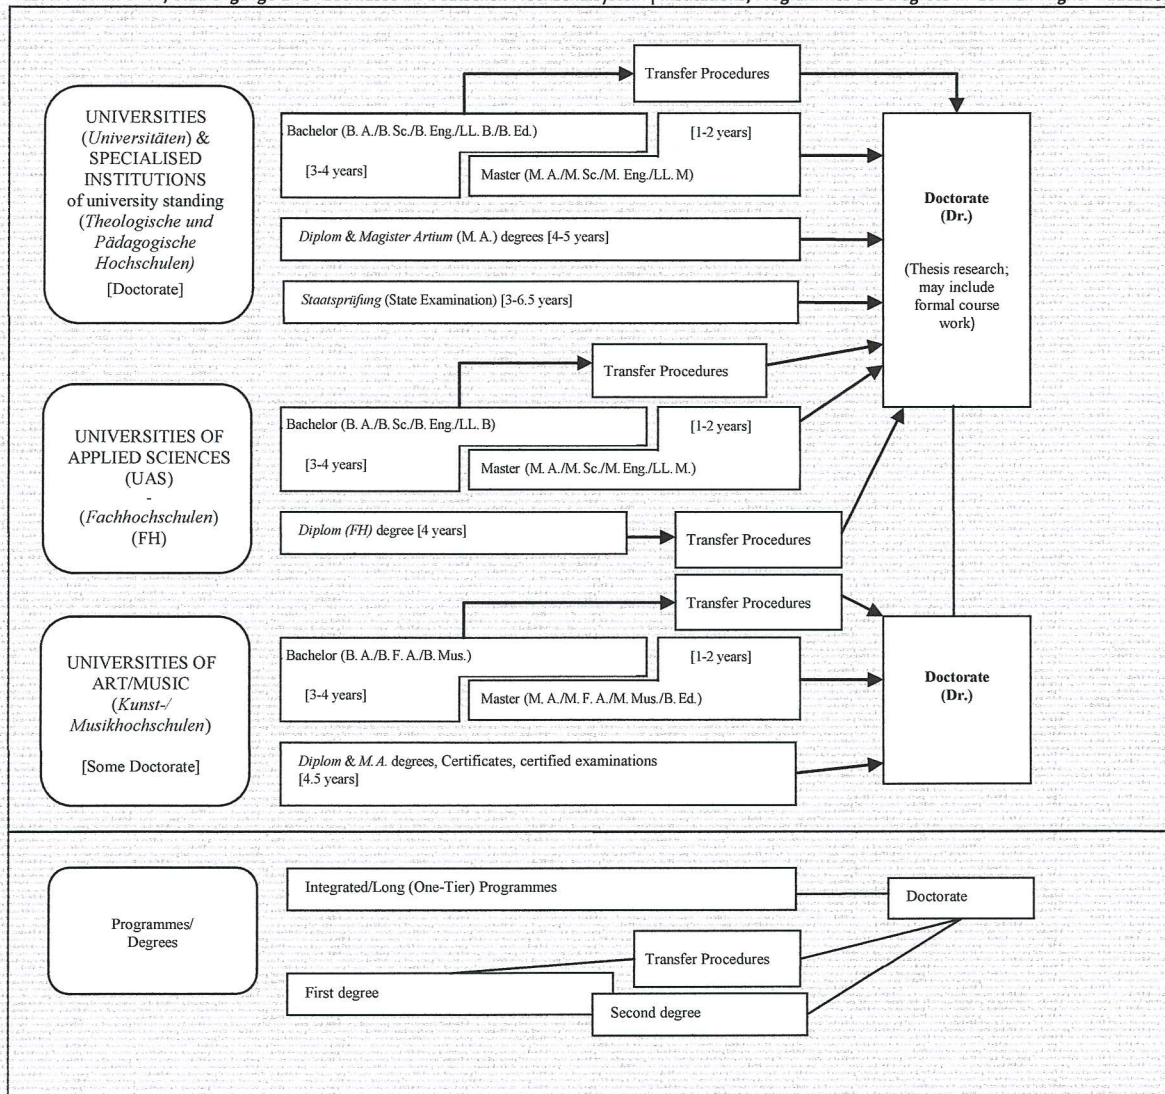 UNIVERSITIES
(Universitäten) &
SPECIALISED
INSTITUTIONS
of university standing
(Theologische und
Pädagogische
Hochschulen)
[Doctorate]
Transfer Procedures
Bachelor (B. A./B. Sc./B. Eng./LL. B./B. Ed.)
[3-4 years]
[1-2 years]
Master (M. A./M. Sc./M. Eng./LL. M)
Diplom & Magister Artium (M. A.) degrees [4-5 years]
Staatsprüfung (State Examination) [3-6.5 years]
Doctorate
(Dr.)
(Thesis research;
may include
formal course
work)
UNIVERSITIES OF
APPLIED SCIENCES
(UAS)
-
(Fachhochschulen)
(FH)
Transfer Procedures
Bachelor (B. A./B. Sc./B. Eng./LL. B)
[3-4 years]
[1-2 years]
Master (M. A./M. Sc./M. Eng./LL. M.)
Diplom (FH) degree [4 years]
Transfer Procedures
UNIVERSITIES OF
ART/MUSIC
(Kunst-/
Musikhochschulen)
[Some Doctorate]
Transfer Procedures
Bachelor (B. A./B. F. A./B. Mus.)
[3-4 years]
[1-2 years]
Master (M. A./M. F. A./M. Mus./B. Ed.)
Diplom & M.A. degrees, Certificates, certified examinations
[4.5 years]
Doctorate
(Dr.)
Programmes/
Degrees
Integrated/Long (One-Tier) Programmes
Doctorate
Transfer Procedures
First degree
Second degree